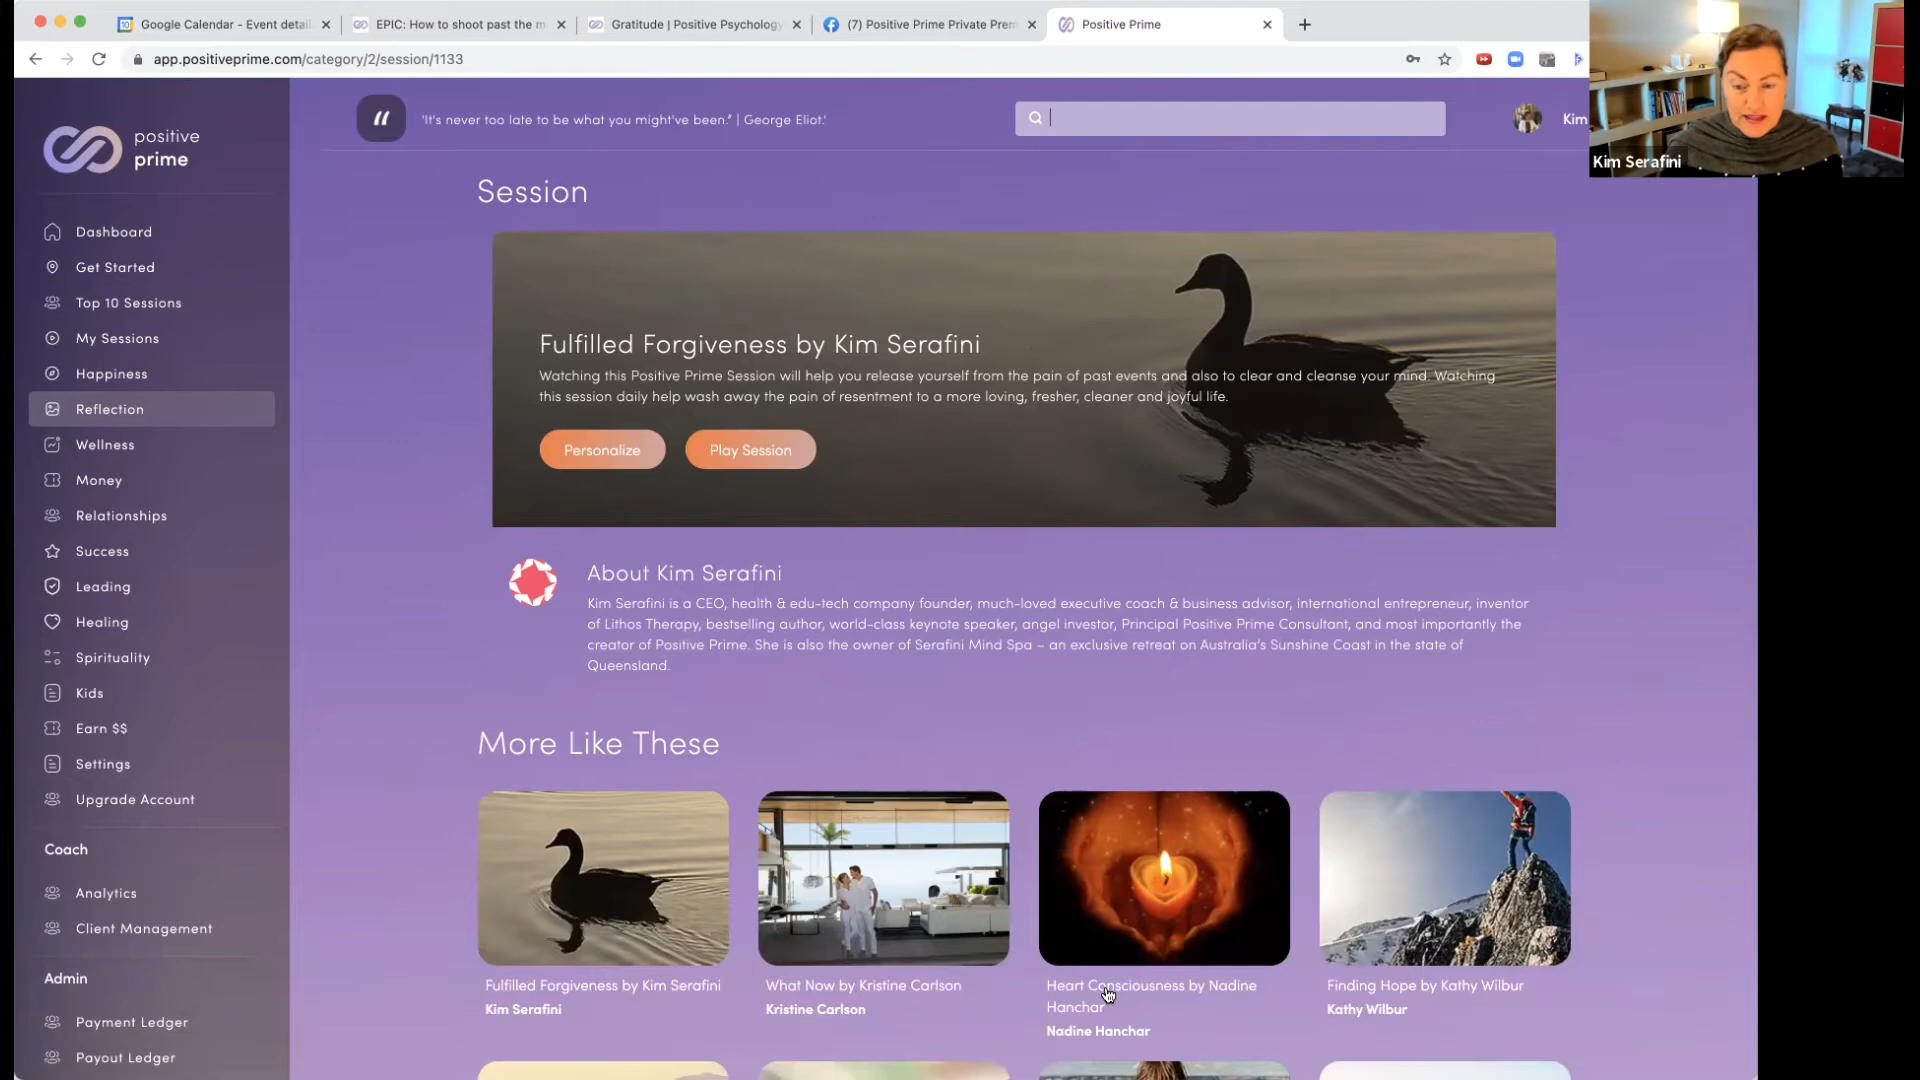 Google Calendar - Event detail
EPIC: How to shoot past the m
Gratitude | Positive Psychology
(7) Positive Prime Private Prem
Positive Prime
app.positiveprime.com/category/2/session/1133
positive
prime
"It's never too late to be what you might've been." | George Eliot.'
Kim
Kim Serafini
Dashboard
Get Started
Top 10 Sessions
My Sessions
Happiness
Reflection
Wellness
Money
Relationships
Success
Leading
Healing
Spirituality
Kids
Earn $$
Settings
Upgrade Account
Coach
Analytics
Client Management
Admin
Payment Ledger
Payout Ledger
Session
Fulfilled Forgiveness by Kim Serafini
Watching this Positive Prime Session will help you release yourself from the pain of past events and also to clear and cleanse your mind. Watching
this session daily help wash away the pain of resentment to a more loving, fresher, cleaner and joyful life.
Personalize
Play Session
About Kim Serafini
Kim Serafini is a CEO, health & edu-tech company founder, much-loved executive coach & business advisor, international entrepreneur, inventor
of Lithos Therapy, bestselling author, world-class keynote speaker, angel investor, Principal Positive Prime Consultant, and most importantly the
creator of Positive Prime. She is also the owner of Serafini Mind Spa – an exclusive retreat on Australia's Sunshine Coast in the state of
Queensland.
More Like These
Fulfilled Forgiveness by Kim Serafini
Kim Serafini
What Now by Kristine Carlson
Kristine Carlson
Heart Consciousness by Nadine
Hanchar
Nadine Hanchar
Finding Hope by Kathy Wilbur
Kathy Wilbur